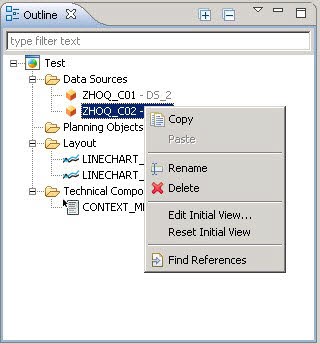 Outline
type filter text
Test
Data Sources
ZHOQ_C01 - DS_2
ZHOQ_C02 -
Planning Objects
Layout
LINECHART_
LINECHART_
Technical Compo
CONTEXT_M
Copy
Paste
Rename
Delete
Edit Initial View...
Reset Initial View
Find References